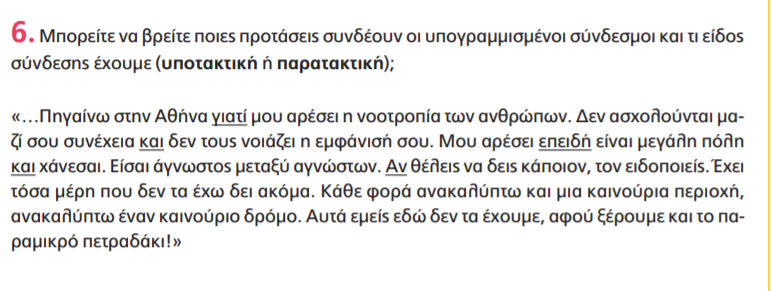 6. Μπορείτε να βρείτε ποιες προτάσεις συνδέουν οι υπογραμμισμένοι σύνδεσμοι και τι είδος
σύνδεσης έχουμε (υποτακτική ή παρατακτική);
«...Πηγαίνω στην Αθήνα γιατί μου αρέσει η νοοτροπία των ανθρώπων. Δεν ασχολούνται μα-
ζί σου συνέχεια και δεν τους νοιάζει η εμφάνισή σου. Μου αρέσει επειδή είναι μεγάλη πόλη
και χάνεσαι. Είσαι άγνωστος μεταξύ αγνώστων. Αν θέλεις να δεις κάποιον, τον ειδοποιείς. Έχει
τόσα μέρη που δεν τα έχω δει ακόμα. Κάθε φορά ανακαλύπτω και μια καινούρια περιοχή,
ανακαλύπτω έναν καινούριο δρόμο. Αυτά εμείς εδώ δεν τα έχουμε, αφού ξέρουμε και το πα-
ραμικρό πετραδάκι!»